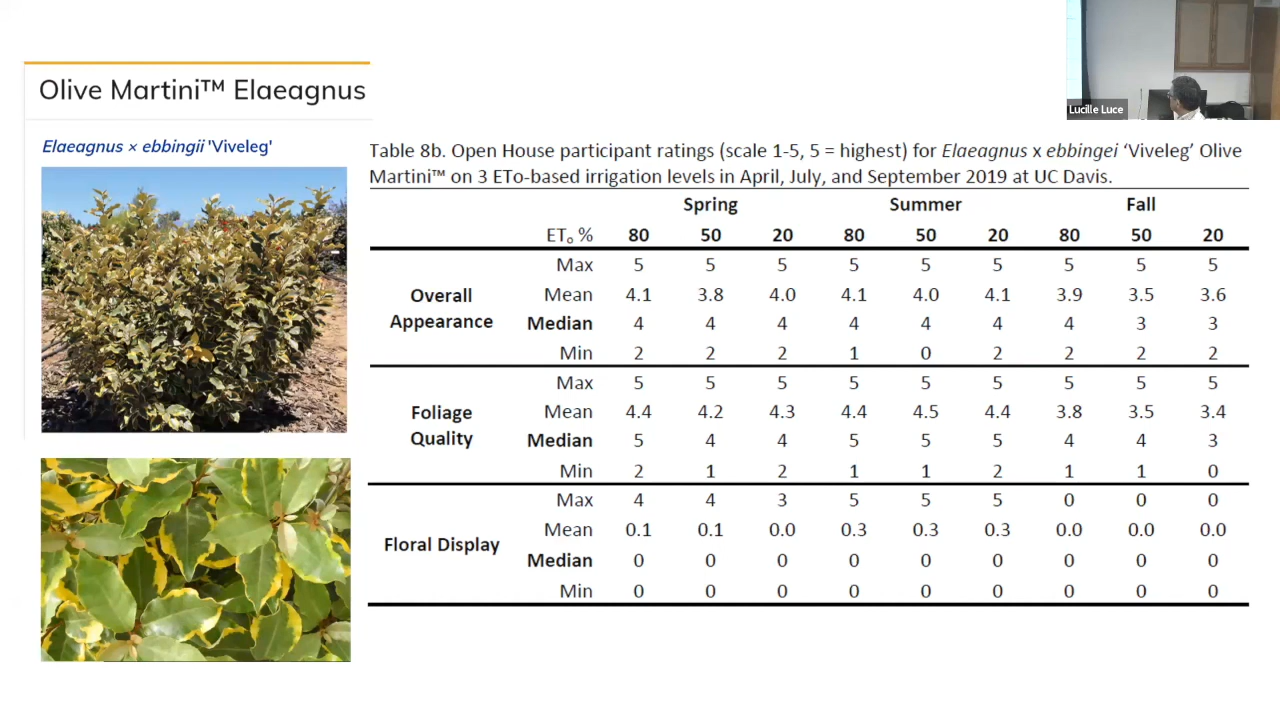 Olive Martini™ Elaeagnus
Elaeagnus × ebbingii 'Viveleg'
Lucille Luce
Table 8b. Open House participant ratings (scale 1-5, 5 = highest) for Elaeagnus x ebbingei ‘Viveleg’ Olive
Martini™ on 3 ETo-based irrigation levels in April, July, and September 2019 at UC Davis.
Spring Summer Fall
ETo % 80 50 20 80 50 20 80 50 20
Overall Appearance
Max 5 5 5 5 5 5 5 5 5
Mean 4.1 3.8 4.0 4.1 4.0 4.1 3.9 3.5 3.6
Median 4 4 4 4 4 4 4 3 3
Min 2 2 2 1 0 2 2 2 2
Foliage Quality
Max 5 5 5 5 5 5 5 5 5
Mean 4.4 4.2 4.3 4.4 4.5 4.4 3.8 3.5 3.4
Median 5 4 4 5 5 5 4 4 3
Min 2 1 2 1 1 2 1 1 0
Floral Display
Max 4 4 3 5 5 5 0 0 0
Mean 0.1 0.1 0.0 0.3 0.3 0.3 0.0 0.0 0.0
Median 0 0 0 0 0 0 0 0 0
Min 0 0 0 0 0 0 0 0 0